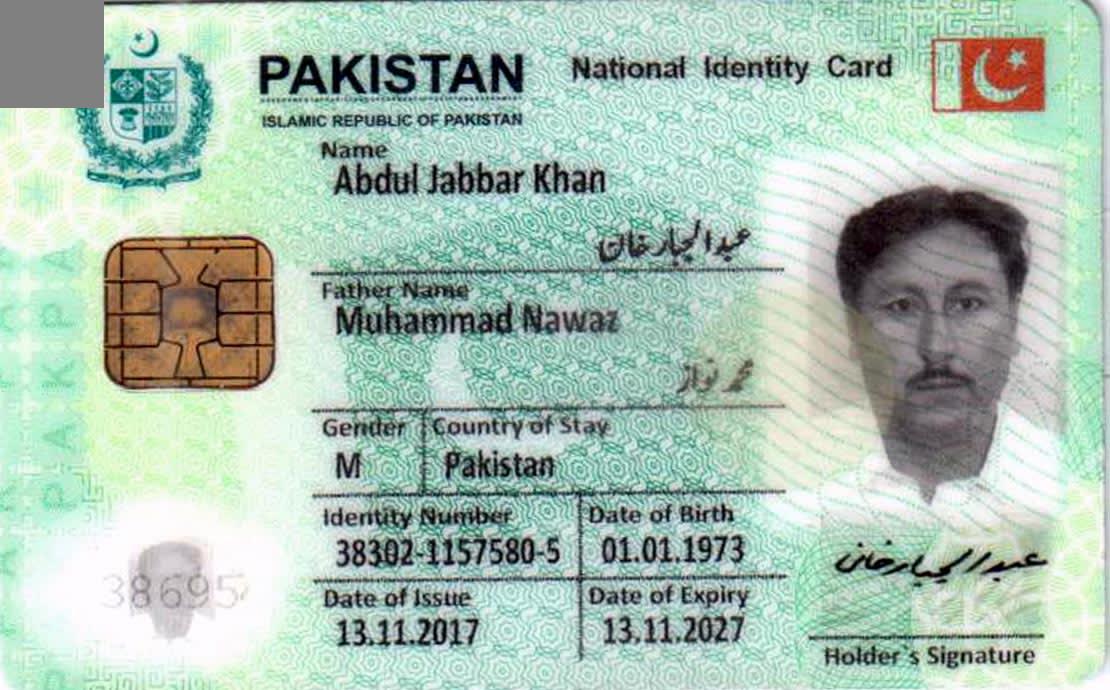 PAKISTAN National Identity Card
ISLAMIC REPUBLIC OF PAKISTAN
Name
Abdul Jabbar Khan
عبدالجبار خان
Father Name
Muhammad Nawaz
محمد نواز
Gender Country of Stay
M Pakistan
Identity Number Date of Birth
38302-1157580-5 01.01.1973
Date of Issue Date of Expiry
13.11.2017 13.11.2027
38695
عبدالجبار خان
Holder`s Signature
PAKPA